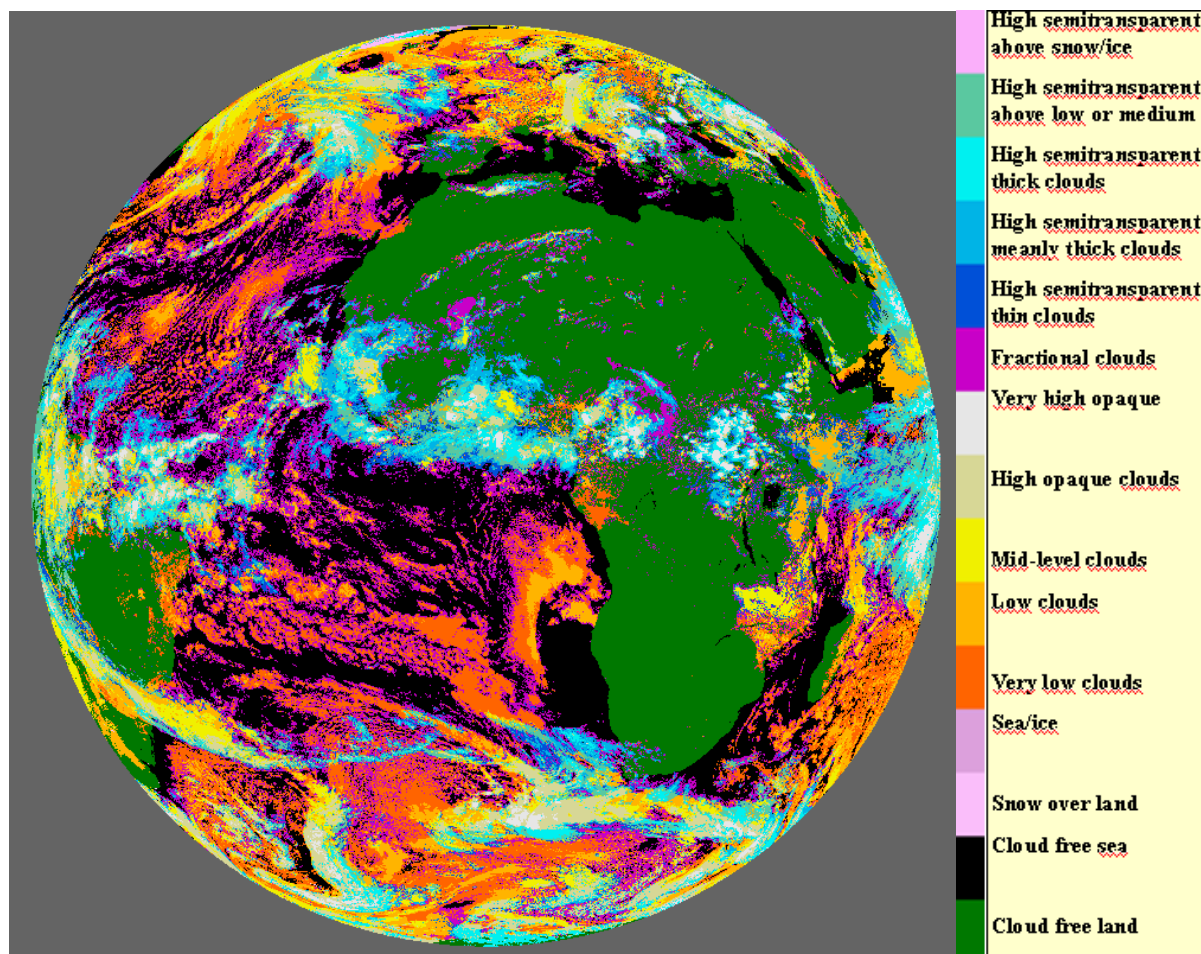 High semitransparent
above snow/ice
High semitransparent
above low or medium
High semitransparent
thick clouds
High semitransparent
meanly thick clouds
High semitransparent
thin clouds
Fractional clouds
Very high opaque
High opaque clouds
Mid-level clouds
Low clouds
Very low clouds
Sea/ice
Snow over land
Cloud free sea
Cloud free land